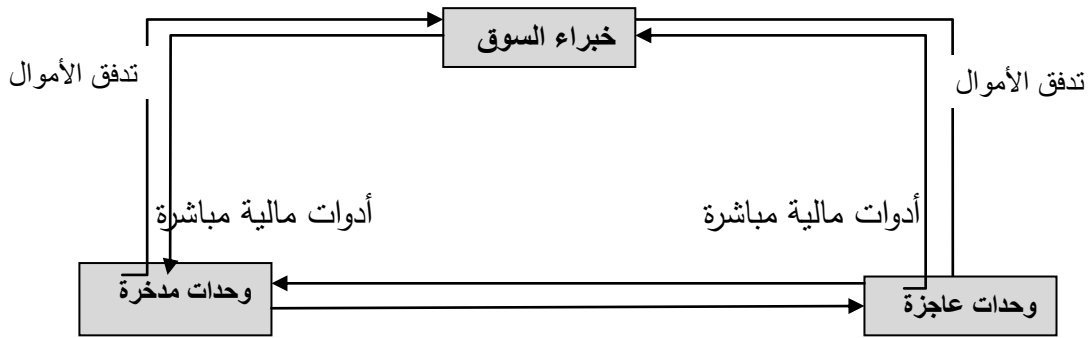 خبراء السوق
تدفق الأموال
تدفق الأموال
أدوات مالية مباشرة
أدوات مالية مباشرة
وحدات عاجزة
وحدات مدخرة